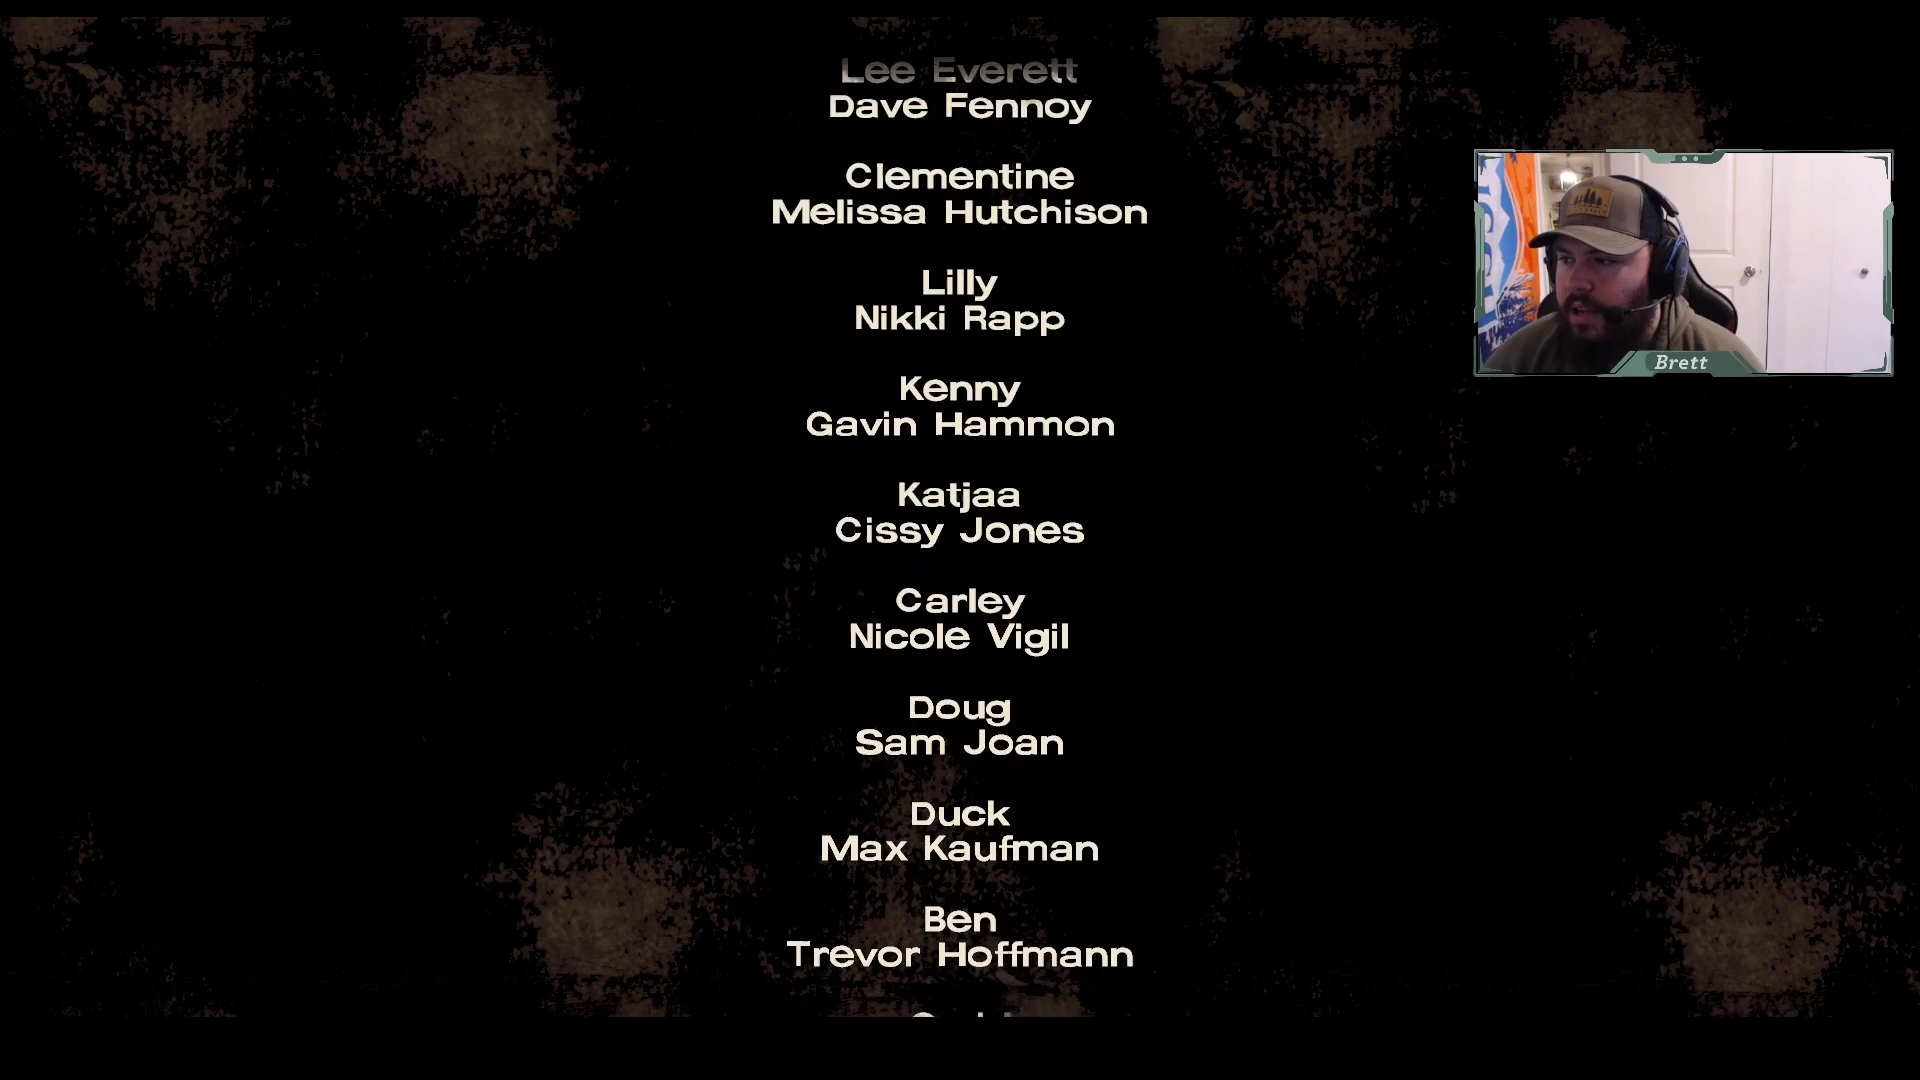 Lee Everett
Dave Fennoy
Clementine
Melissa Hutchison
Lilly
Nikki Rapp
Kenny
Gavin Hammon
Katjaa
Cissy Jones
Carley
Nicole Vigil
Doug
Sam Joan
Duck
Max Kaufman
Ben
Trevor Hoffmann
Brett